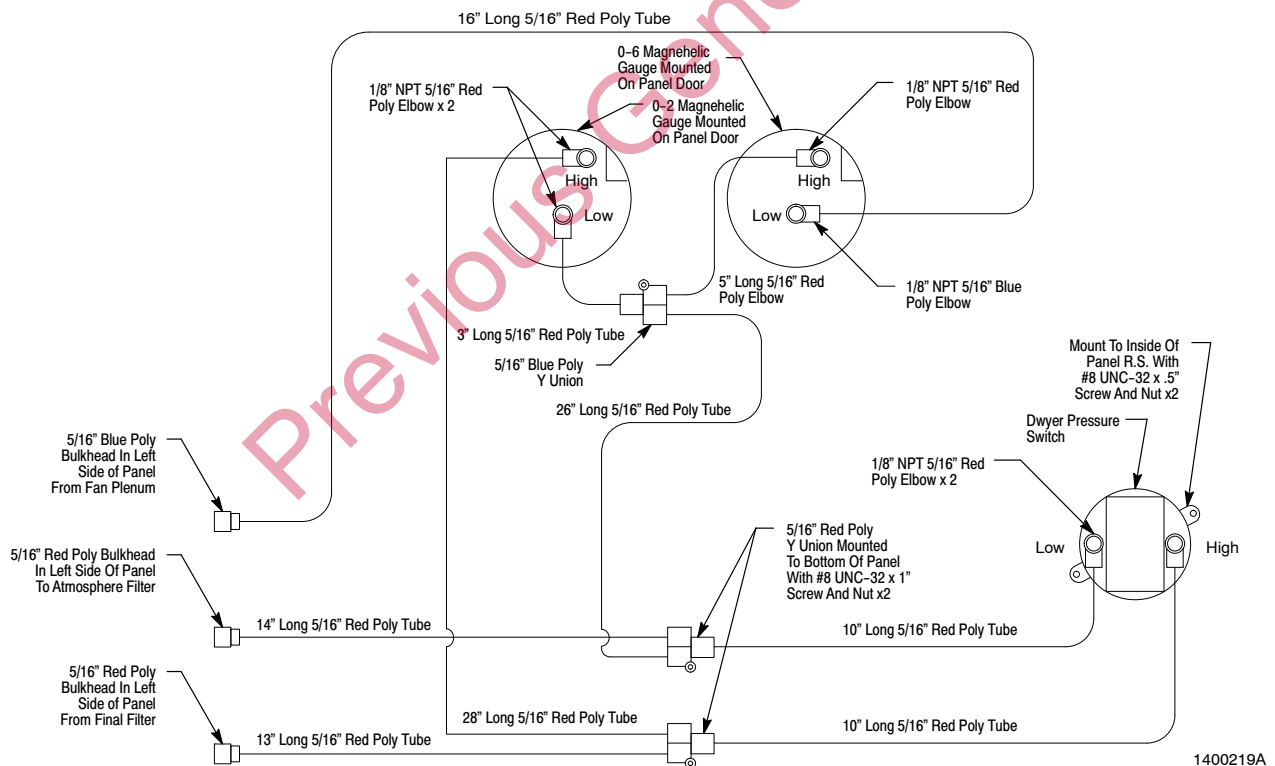 16” Long 5/16” Red Poly Tube
0–6 Magnehelic
Gauge Mounted
On Panel Door
1/8” NPT 5/16” Red
Poly Elbow x 2
0–2 Magnehelic
Gauge Mounted
On Panel Door
1/8” NPT 5/16” Red
Poly Elbow
High
Low
High
Low
5” Long 5/16” Red
Poly Elbow
1/8” NPT 5/16” Blue
Poly Elbow
3” Long 5/16” Red Poly Tube
5/16” Blue Poly
Y Union
26” Long 5/16” Red Poly Tube
Mount To Inside Of
Panel R.S. With
#8 UNC–32 x .5”
Screw And Nut x2
Dwyer Pressure
Switch
1/8” NPT 5/16” Red
Poly Elbow x 2
5/16” Blue Poly
Bulkhead In Left
Side of Panel
From Fan Plenum
5/16” Red Poly
Y Union Mounted
To Bottom Of Panel
With #8 UNC–32 x 1”
Screw And Nut x2
Low
High
5/16” Red Poly Bulkhead
In Left Side Of Panel
To Atmosphere Filter
14” Long 5/16” Red Poly Tube
10” Long 5/16” Red Poly Tube
5/16” Red Poly
Bulkhead In Left
Side of Panel
From Final Filter
28” Long 5/16” Red Poly Tube
13” Long 5/16” Red Poly Tube
10” Long 5/16” Red Poly Tube
1400219A
Previous